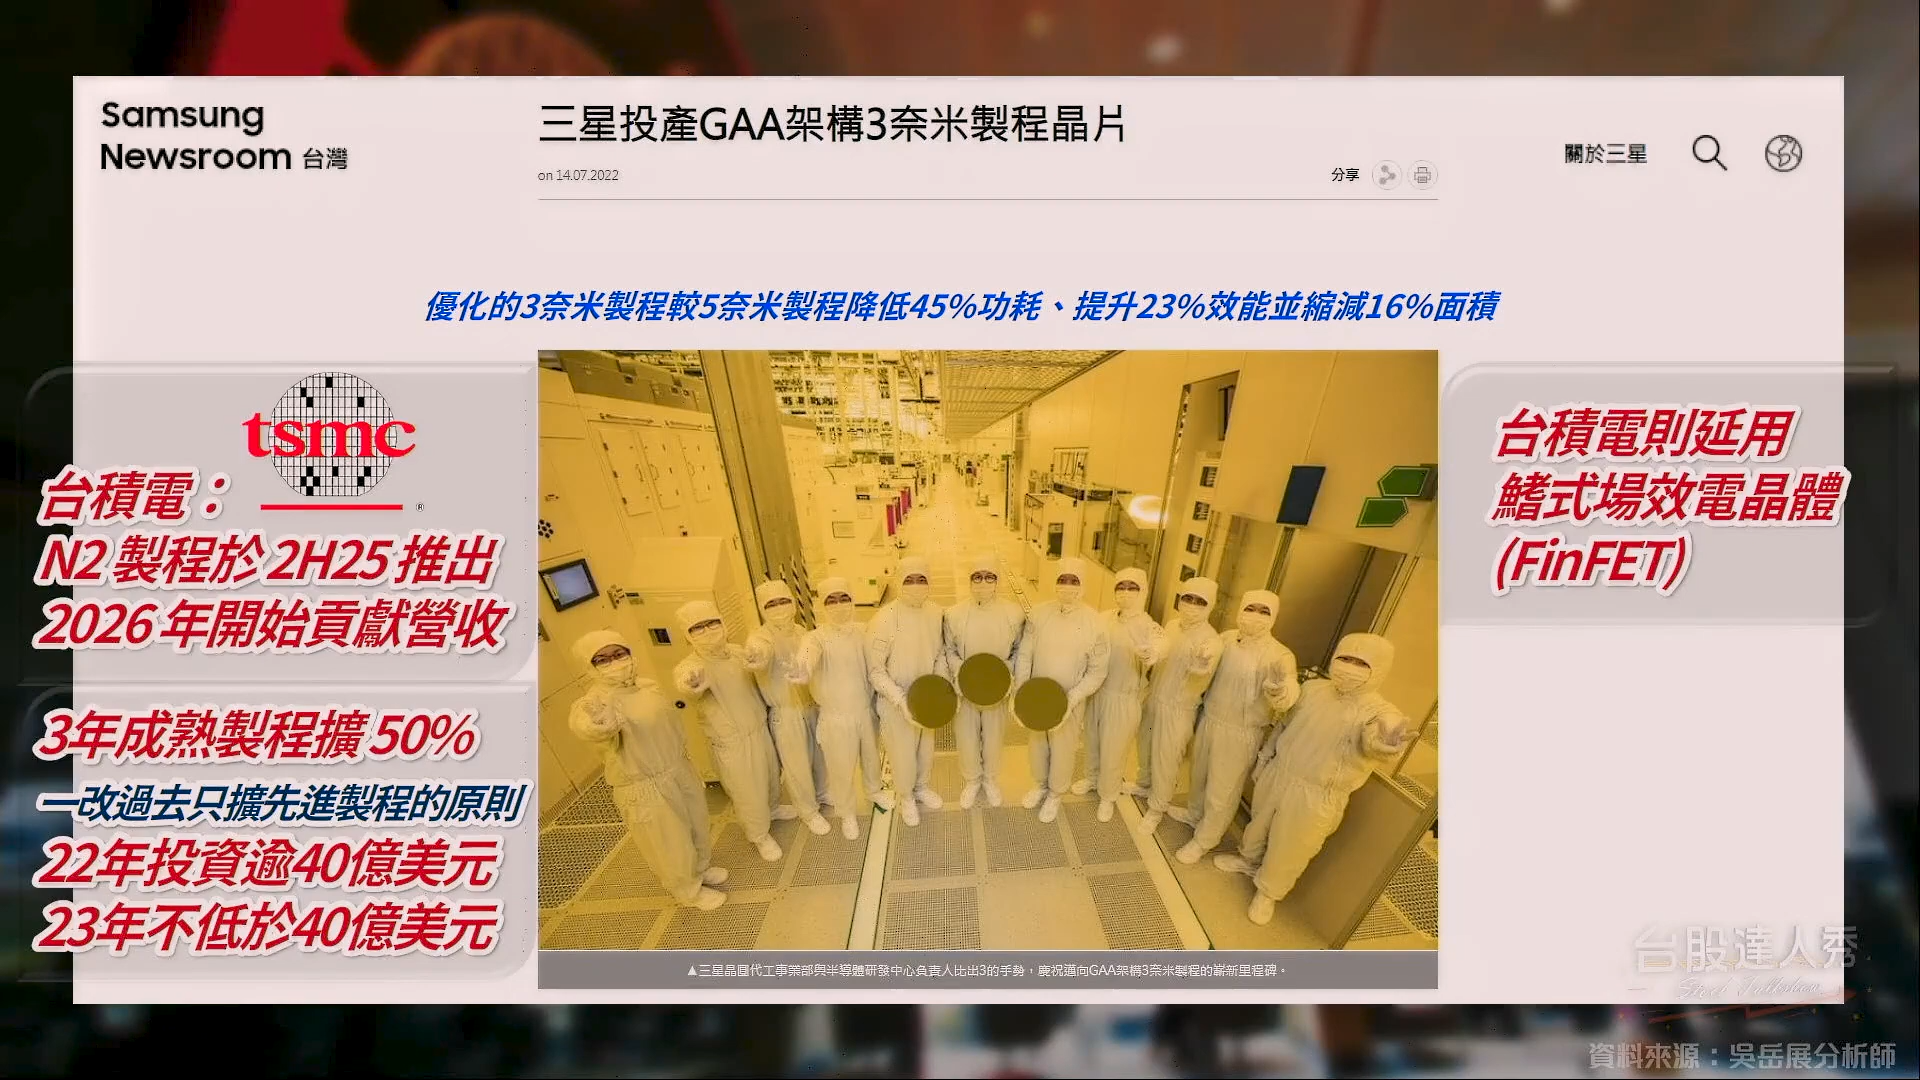 Samsung
Newsroom 台灣
三星投產GAA架構3奈米製程晶片
on 14.07.2022
分享
關於三星
優化的3奈米製程較5奈米製程降低45%功耗、提升23%效能並縮減16%面積
tsmc
®
台積電：
N2製程於2H25推出
2026年開始貢獻營收
3年成熟製程擴50%
一改過去只擴先進製程的原則
22年投資逾40億美元
23年不低於40億美元
台積電則延用
鰭式場效電晶體
(FinFET)
▲三星晶圓代工事業部與半導體研發中心負責人比出3的手勢，慶祝邁向GAA架構3奈米製程的嶄新里程碑。
台股達人秀
Stock Talkshow
資料來源：吳岳展分析師